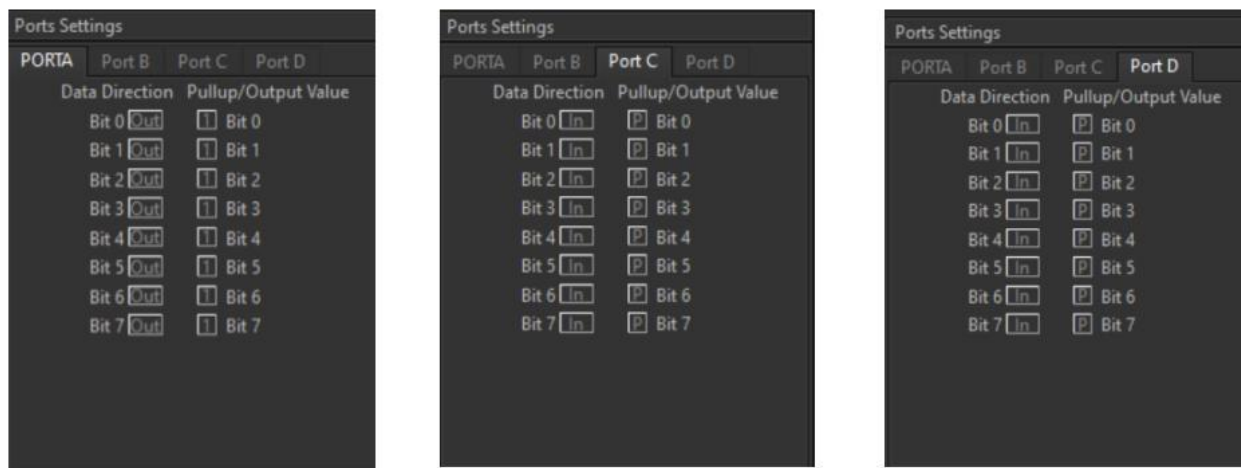 Ports Settings
PORTA Port B Port C Port D
Data Direction Pullup/Output Value
Bit 0 Out 1 Bit 0
Bit 1 Out 1 Bit 1
Bit 2 Out 1 Bit 2
Bit 3 Out 1 Bit 3
Bit 4 Out 1 Bit 4
Bit 5 Out 1 Bit 5
Bit 6 Out 1 Bit 6
Bit 7 Out 1 Bit 7
Ports Settings
PORTA Port B Port C Port D
Data Direction Pullup/Output Value
Bit 0 In P Bit 0
Bit 1 In P Bit 1
Bit 2 In P Bit 2
Bit 3 In P Bit 3
Bit 4 In P Bit 4
Bit 5 In P Bit 5
Bit 6 In P Bit 6
Bit 7 In P Bit 7
Ports Settings
PORTA Port B Port C Port D
Data Direction Pullup/Output Value
Bit 0 In P Bit 0
Bit 1 In P Bit 1
Bit 2 In P Bit 2
Bit 3 In P Bit 3
Bit 4 In P Bit 4
Bit 5 In P Bit 5
Bit 6 In P Bit 6
Bit 7 In P Bit 7